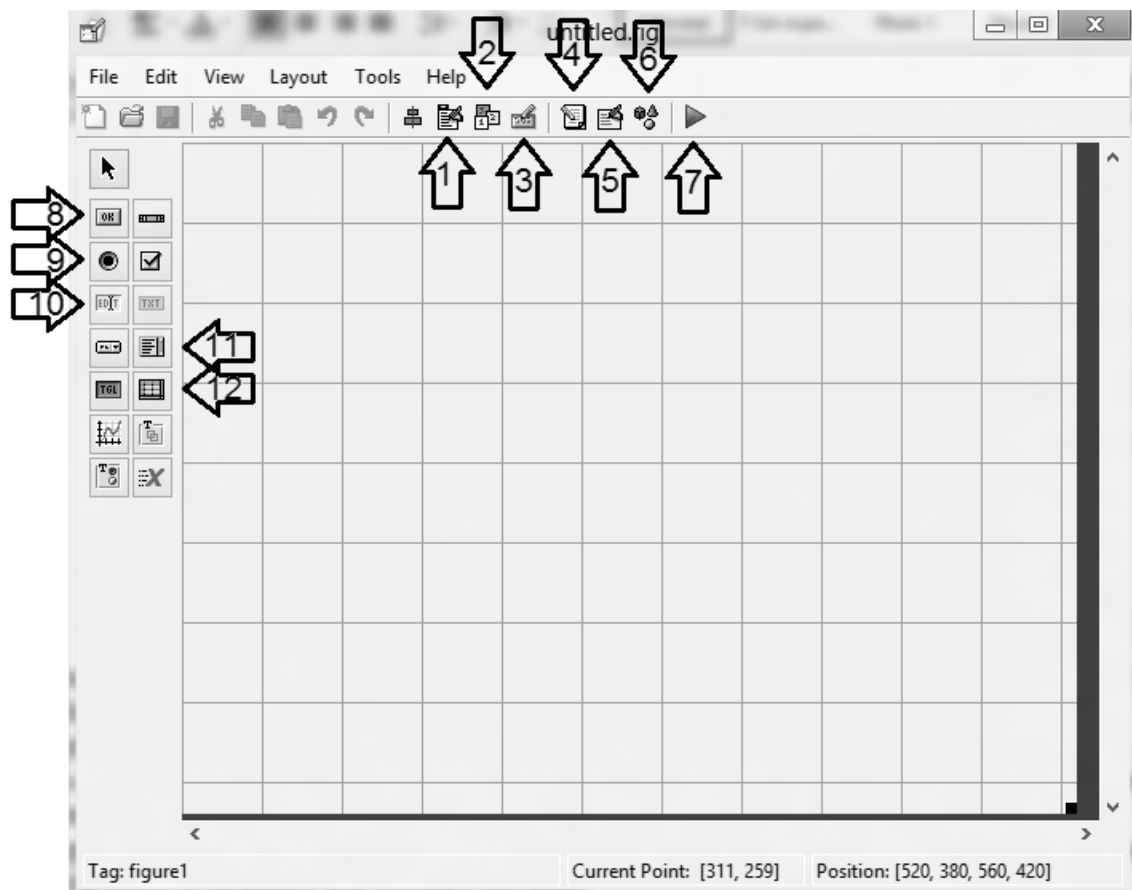 untitled.fig
File Edit View Layout Tools Help
2 4 6
1 3 5 7
8 OK
9
10 EDIT TXT
11
12 TGL
Tag: figure1 Current Point: [311, 259] Position: [520, 380, 560, 420]